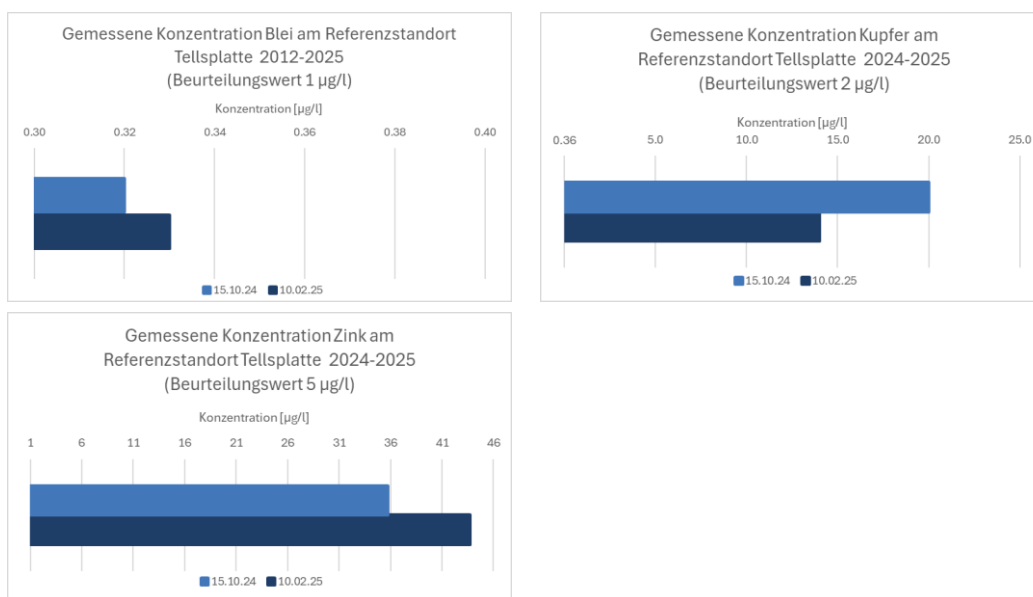 Gemessene Konzentration Blei am Referenzstandort
Tellsplatte 2012-2025
(Beurteilungswert 1 µg/l)
Konzentration [µg/l]
0.30 0.32 0.34 0.36 0.38 0.40
15.10.24 10.02.25
Gemessene Konzentration Kupfer am
Referenzstandort Tellsplatte 2024-2025
(Beurteilungswert 2 µg/l)
Konzentration [µg/l]
0.36 5.0 10.0 15.0 20.0 25.0
15.10.24 10.02.25
Gemessene Konzentration Zink am
Referenzstandort Tellsplatte 2024-2025
(Beurteilungswert 5 µg/l)
Konzentration [µg/l]
1 6 11 16 21 26 31 36 41 46
15.10.24 10.02.25